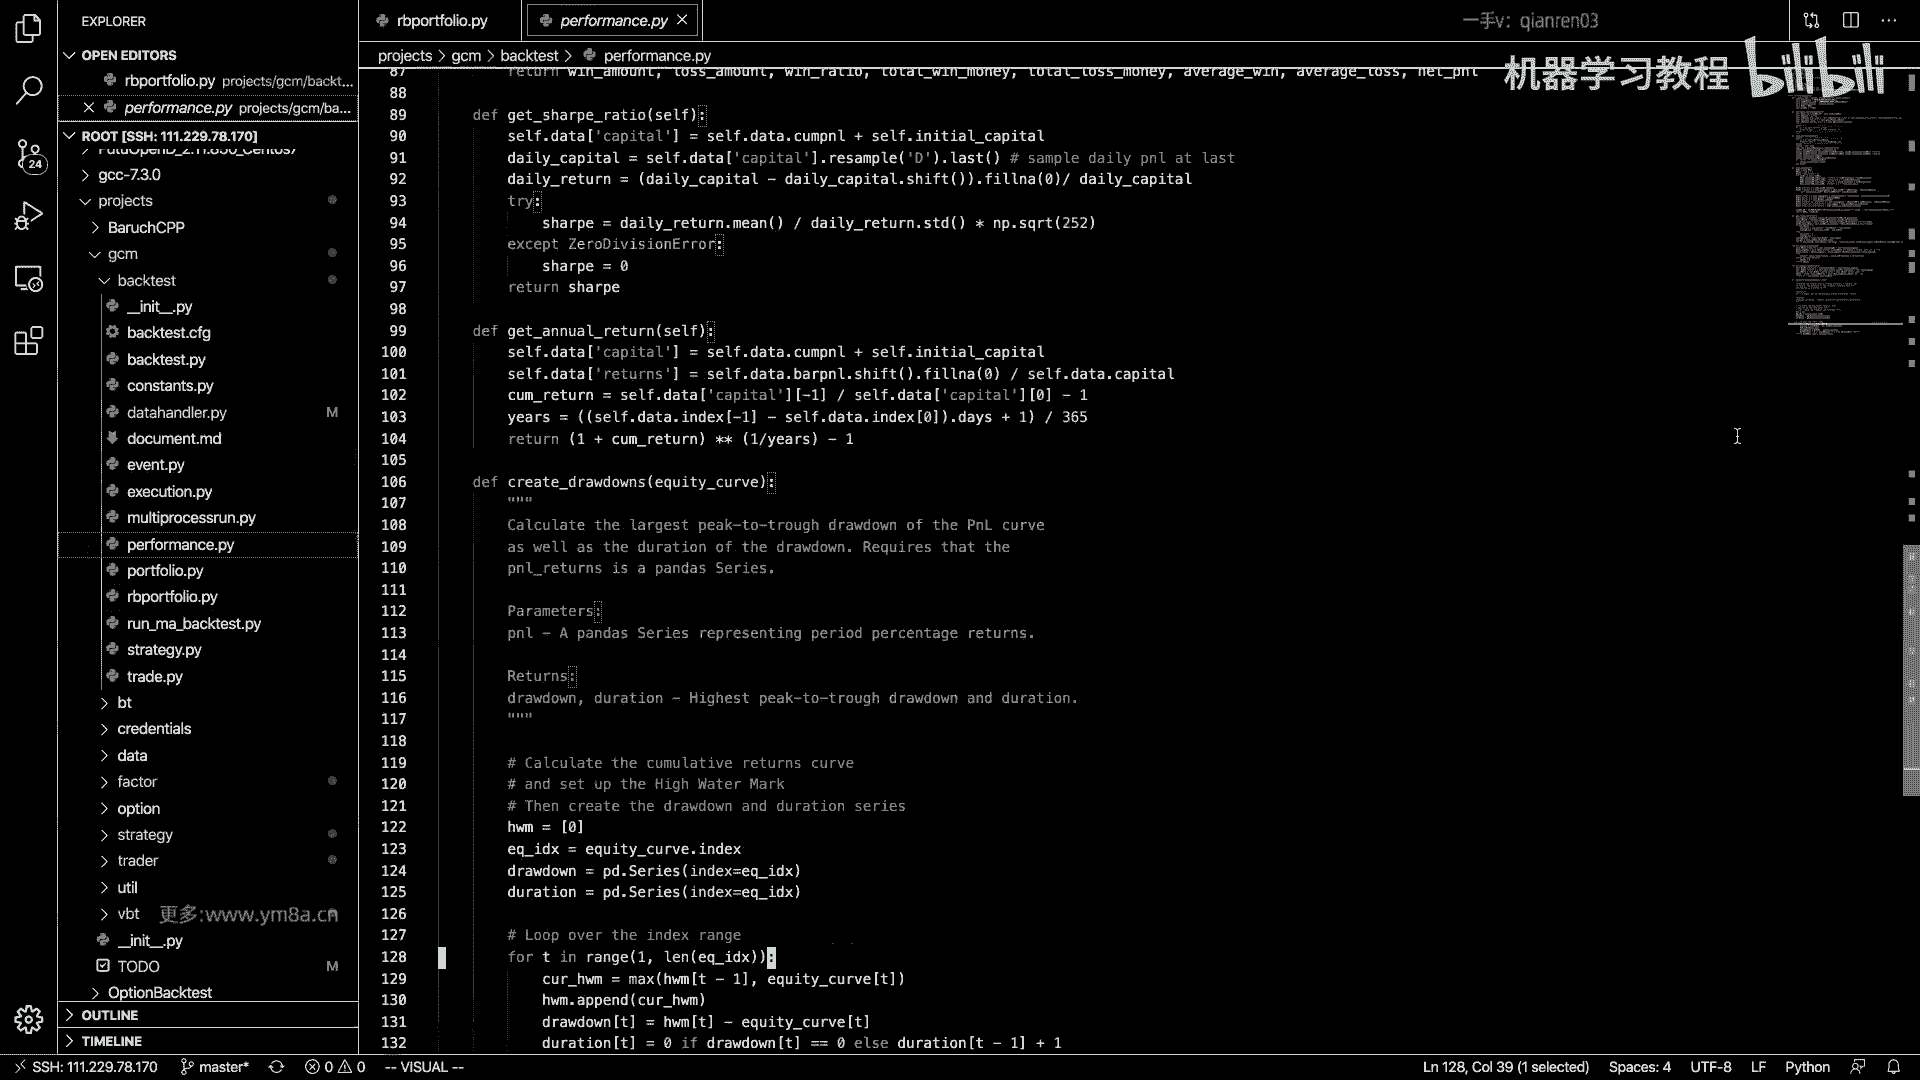 EXPLORER
OPEN EDITORS
rbportfolio.py projects/gcm/backt...
performance.py projects/gcm/ba...
ROOT [SSH: 111.229.78.170]
gcc-7.3.0
projects
BaruchCPP
gcm
backtest
__init__.py
backtest.cfg
backtest.py
constants.py
datahandler.py M
document.md
event.py
execution.py
multiprocessrun.py
performance.py
portfolio.py
rbportfolio.py
run_ma_backtest.py
strategy.py
trade.py
bt
credentials
data
factor
option
strategy
trader
util
vbt
更多:www.ym8a.cn
__init__.py
TODO M
OptionBacktest
OUTLINE
TIMELINE
24
rbportfolio.py
performance.py
一手v: qianren03
机器学习教程 bilibili
projects > gcm > backtest > performance.py
87 return win_amount, loss_amount, win_ratio, total_win_money, total_loss_money, average_win, average_loss, net_pnl
88
89 def get_sharpe_ratio(self):
90 self.data['capital'] = self.data.cumpnl + self.initial_capital
91 daily_capital = self.data['capital'].resample('D').last() # sample daily pnl at last
92 daily_return = (daily_capital - daily_capital.shift()).fillna(0)/ daily_capital
93 try:
94 sharpe = daily_return.mean() / daily_return.std() * np.sqrt(252)
95 except ZeroDivisionError:
96 sharpe = 0
97 return sharpe
98
99 def get_annual_return(self):
100 self.data['capital'] = self.data.cumpnl + self.initial_capital
101 self.data['returns'] = self.data.barpnl.shift().fillna(0) / self.data.capital
102 cum_return = self.data['capital'][-1] / self.data['capital'][0] - 1
103 years = ((self.data.index[-1] - self.data.index[0]).days + 1) / 365
104 return (1 + cum_return) ** (1/years) - 1
105
106 def create_drawdowns(equity_curve):
107 """
108 Calculate the largest peak-to-trough drawdown of the PnL curve
109 as well as the duration of the drawdown. Requires that the
110 pnl_returns is a pandas Series.
111
112 Parameters:
113 pnl - A pandas Series representing period percentage returns.
114
115 Returns:
116 drawdown, duration - Highest peak-to-trough drawdown and duration.
117 """
118
119 # Calculate the cumulative returns curve
120 # and set up the High Water Mark
121 # Then create the drawdown and duration series
122 hwm = [0]
123 eq_idx = equity_curve.index
124 drawdown = pd.Series(index=eq_idx)
125 duration = pd.Series(index=eq_idx)
126
127 # Loop over the index range
128 for t in range(1, len(eq_idx)):
129 cur_hwm = max(hwm[t - 1], equity_curve[t])
130 hwm.append(cur_hwm)
131 drawdown[t] = hwm[t] - equity_curve[t]
132 duration[t] = 0 if drawdown[t] == 0 else duration[t - 1] + 1
SSH: 111.229.78.170 master* 0 0 -- VISUAL -- Ln 128, Col 39 (1 selected) Spaces: 4 UTF-8 LF Python